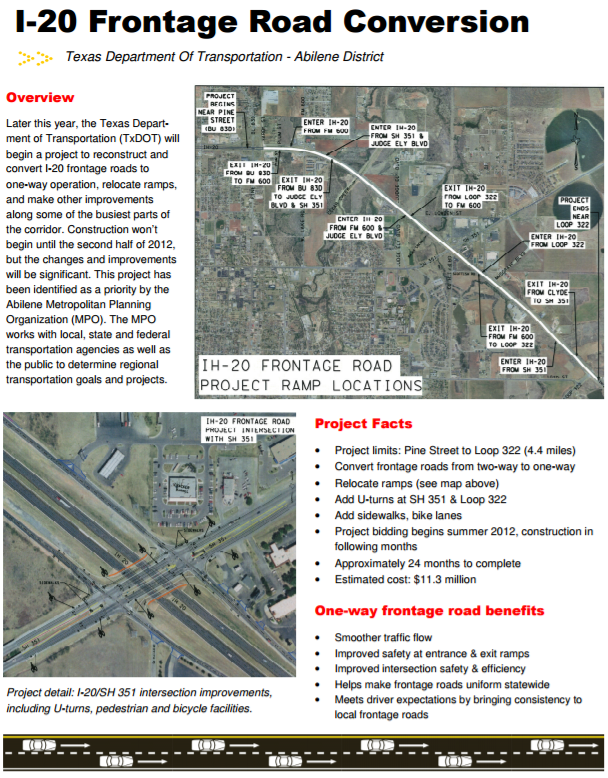 I-20 Frontage Road Conversion
Texas Department Of Transportation - Abilene District
Overview
Later this year, the Texas Depart-
ment of Transportation (TxDOT) will
begin a project to reconstruct and
convert I-20 frontage roads to
one-way operation, relocate ramps,
and make other improvements
along some of the busiest parts of
the corridor. Construction won't
begin until the second half of 2012,
but the changes and improvements
will be significant. This project has
been identified as a priority by the
Abilene Metropolitan Planning
Organization (MPO). The MPO
works with local, state and federal
transportation agencies as well as
the public to determine regional
transportation goals and projects.
PROJECT
BEGINS
NEAR PINE
STREET
(BU 83D)
ENTER IH-20
FROM FM 600
ENTER IH-20
FROM SH 351 &
JUDGE ELY BLVD
EXIT IH-20
FROM BU 83D
TO FM 600
EXIT IH-20
FROM BU 83D
TO JUDGE ELY
BLVD & SH 351
EXIT IH-20
FROM LOOP 322
TO FM 600
ENTER IH-20
FROM FM 600 &
JUDGE ELY BLVD
PROJECT
ENDS
NEAR
LOOP 322
ENTER IH-20
FROM LOOP 322
EXIT IH-20
FROM CLYDE
TO SH 351
EXIT IH-20
FROM FM 600
TO LOOP 322
ENTER IH-20
FROM SH 351
IH-20 FRONTAGE ROAD
PROJECT RAMP LOCATIONS
IH-20 FRONTAGE ROAD
PROJECT INTERSECTION
WITH SH 351
IH 20
SH 351
IH 20
SH 351
Project detail: I-20/SH 351 intersection improvements,
including U-turns, pedestrian and bicycle facilities.
Project Facts
• Project limits: Pine Street to Loop 322 (4.4 miles)
• Convert frontage roads from two-way to one-way
• Relocate ramps (see map above)
• Add U-turns at SH 351 & Loop 322
• Add sidewalks, bike lanes
• Project bidding begins summer 2012, construction in
following months
• Approximately 24 months to complete
• Estimated cost: $11.3 million
One-way frontage road benefits
• Smoother traffic flow
• Improved safety at entrance & exit ramps
• Improved intersection safety & efficiency
• Helps make frontage roads uniform statewide
• Meets driver expectations by bringing consistency to
local frontage roads